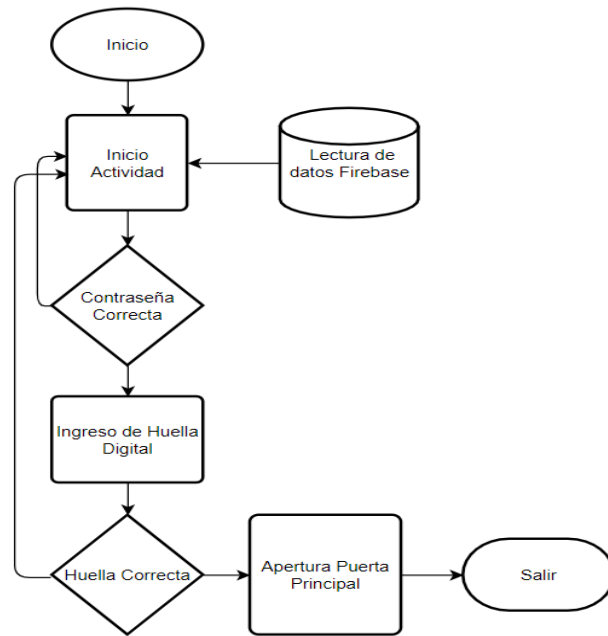 Inicio
Inicio
Actividad
Lectura de
datos Firebase
Contraseña
Correcta
Ingreso de Huella
Digital
Huella Correcta
Apertura Puerta
Principal
Salir